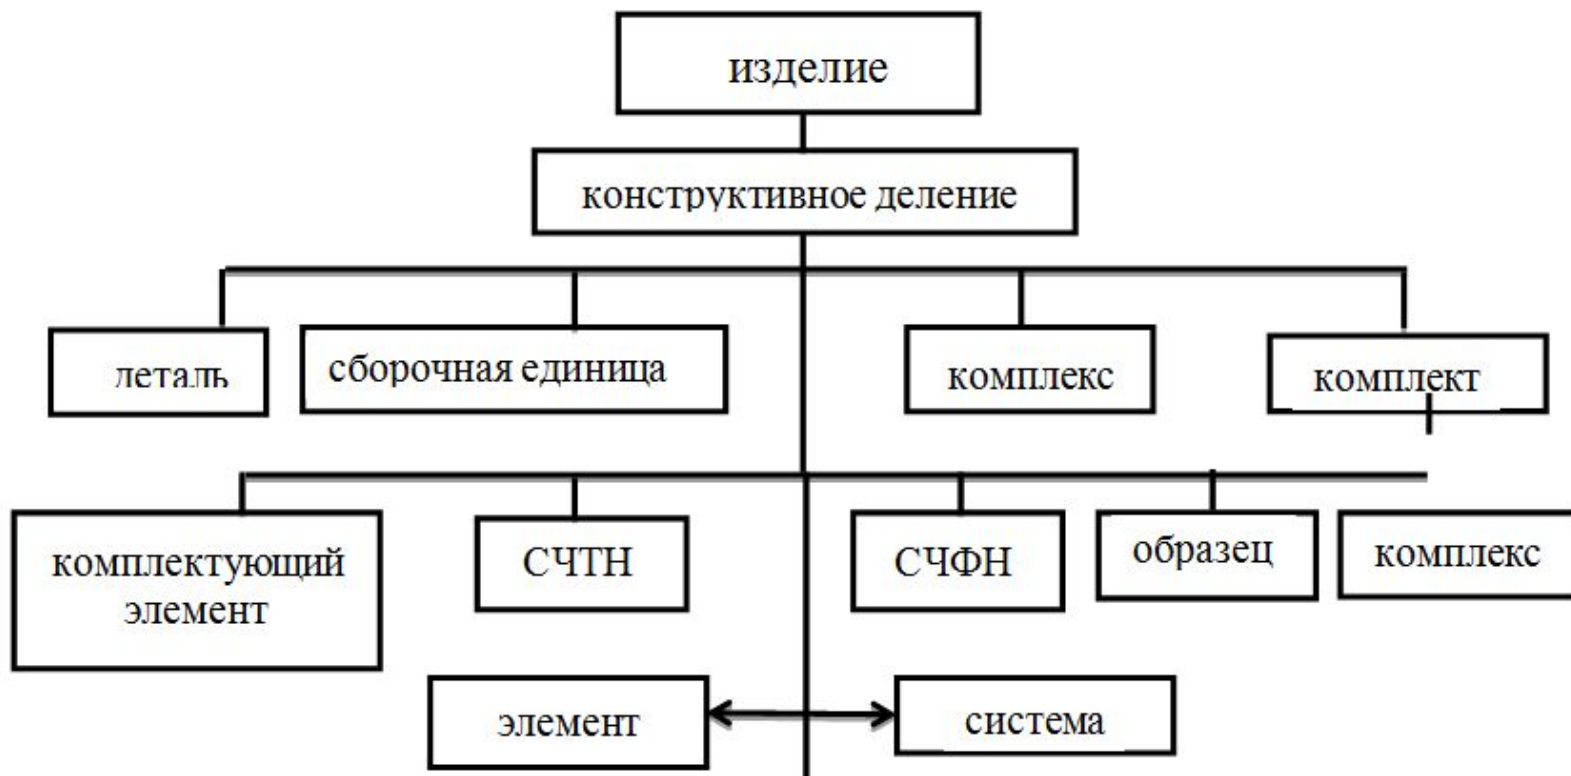 изделие
конструктивное деление
деталь
сборочная единица
комплекс
комплект
комплектующий
элемент
СЧТН
СЧФН
образец
комплекс
элемент
система